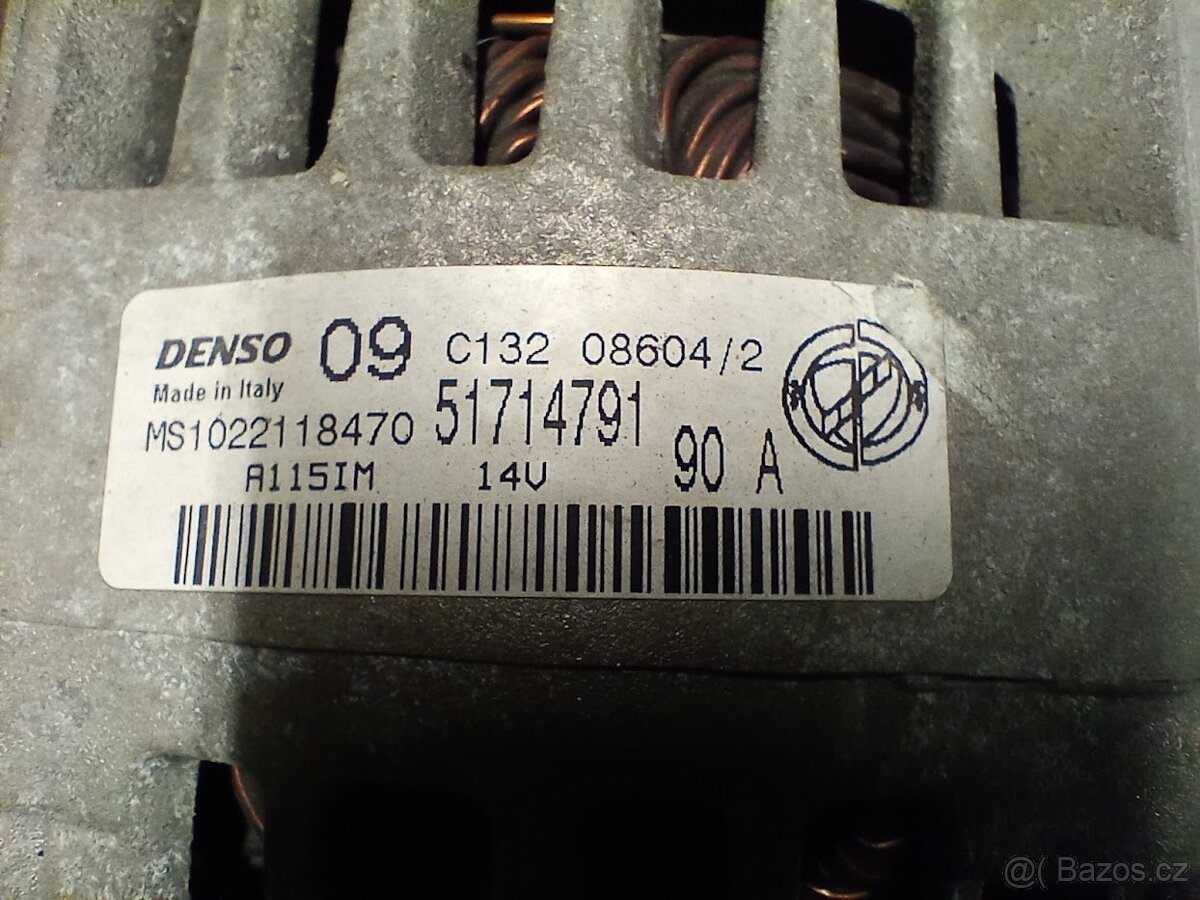 DENSO 09 C132 08604/2
Made in Italy
MS1022118470 51714791
A115IM 14V 90 A
@( Bazos.cz